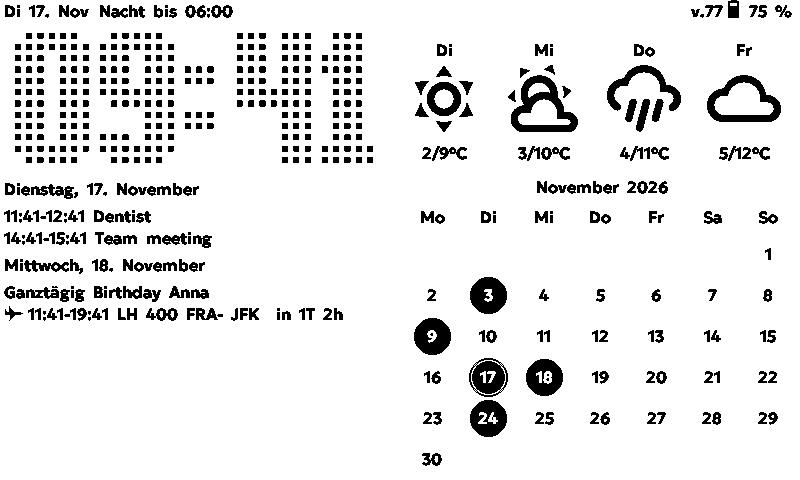 Di 17. Nov Nacht bis 06:00
v.77 75 %
09:41
Di Mi Do Fr
2/9°C 3/10°C 4/11°C 5/12°C
Dienstag, 17. November
11:41-12:41 Dentist
14:41-15:41 Team meeting
Mittwoch, 18. November
Ganztägig Birthday Anna
11:41-19:41 LH 400 FRA- JFK in 1T 2h
November 2026
Mo Di Mi Do Fr Sa So
1
2 3 4 5 6 7 8
9 10 11 12 13 14 15
16 17 18 19 20 21 22
23 24 25 26 27 28 29
30